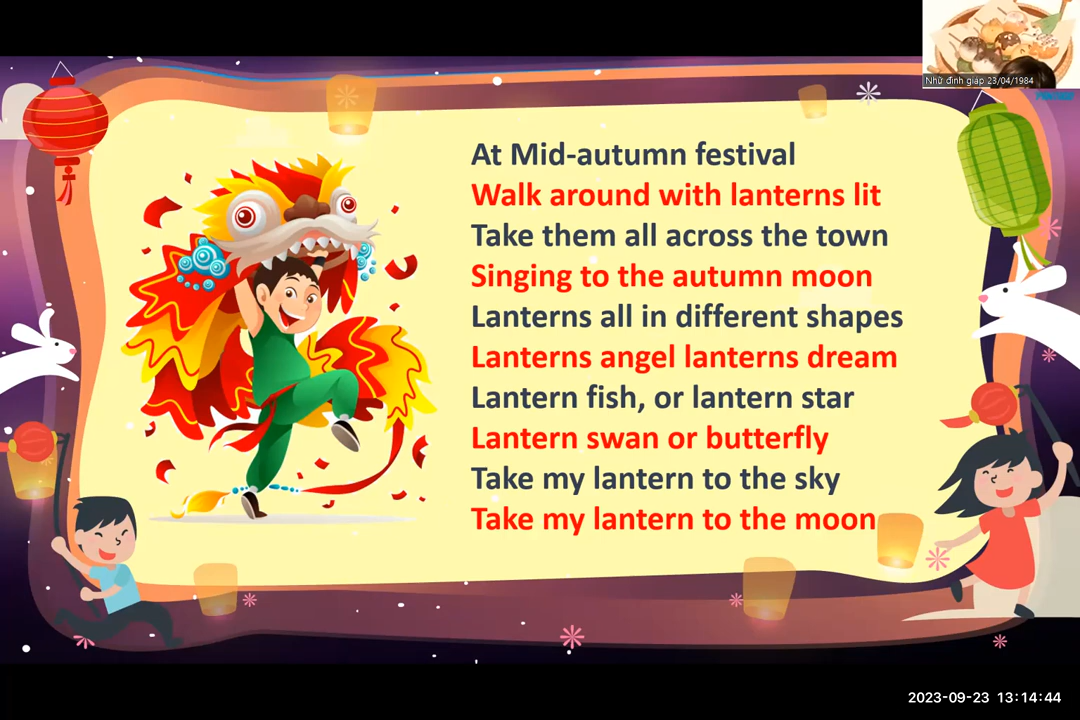 Nhữ đình giáp 23/04/1984
At Mid-autumn festival
Walk around with lanterns lit
Take them all across the town
Singing to the autumn moon
Lanterns all in different shapes
Lanterns angel lanterns dream
Lantern fish, or lantern star
Lantern swan or butterfly
Take my lantern to the sky
Take my lantern to the moon
2023-09-23 13:14:44